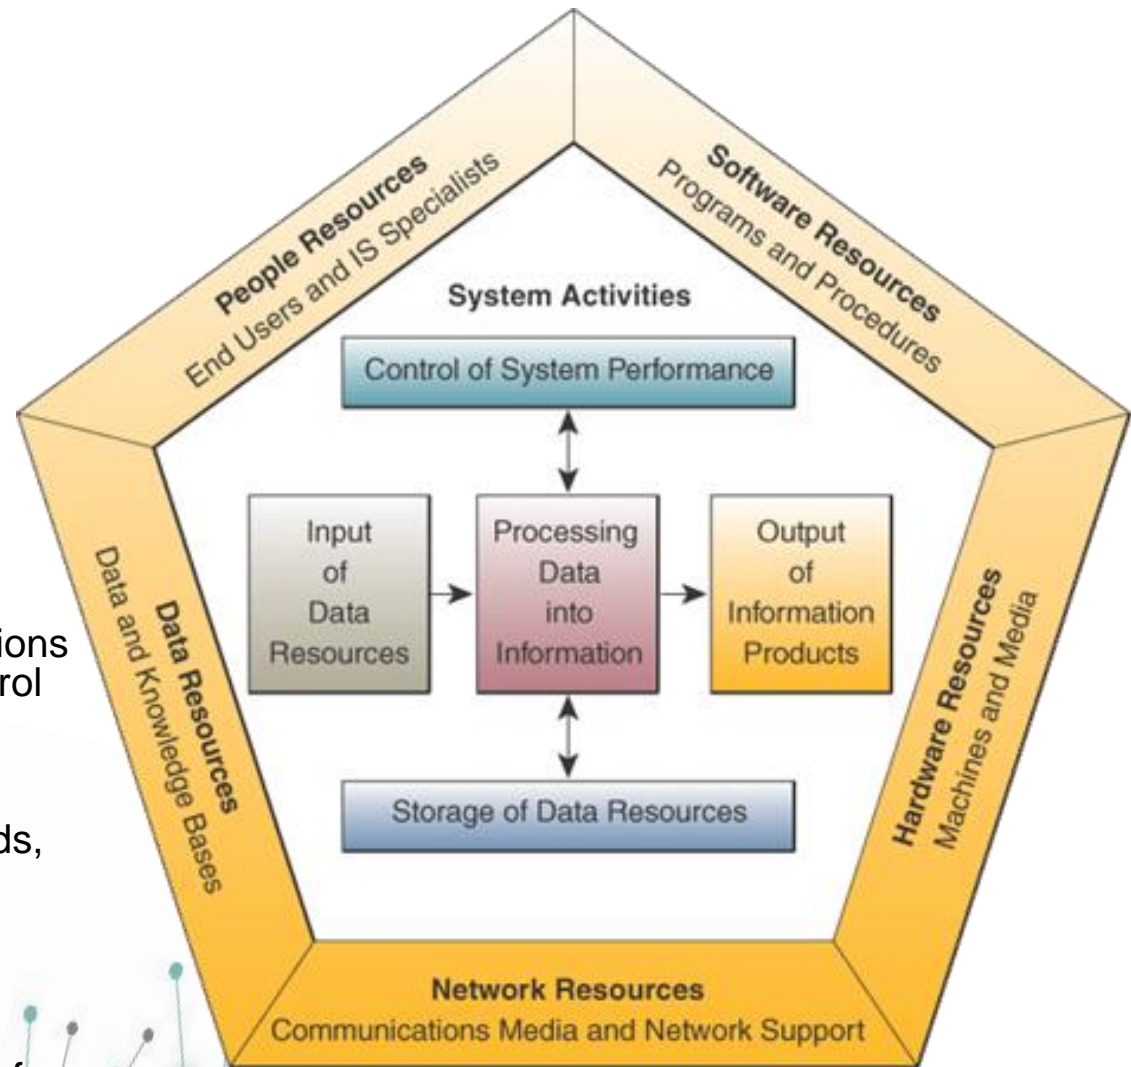 People Resources
End Users and IS Specialists
Software Resources
Programs and Procedures
System Activities
Control of System Performance
Input
of
Data
Resources
Processing
Data
into
Information
Output
of
Information
Products
Storage of Data Resources
Data Resources
Data and Knowledge Bases
Hardware Resources
Machines and Media
Network Resources
Communications Media and Network Support
ions
rol
ds,